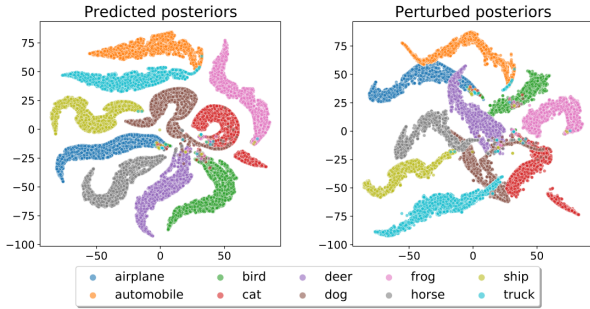 Predicted posteriors
Perturbed posteriors
75
50
25
0
−25
−50
−75
−100
−50
0
50
75
50
25
0
−25
−50
−75
−100
−50
0
50
airplane
bird
deer
frog
ship
automobile
cat
dog
horse
truck